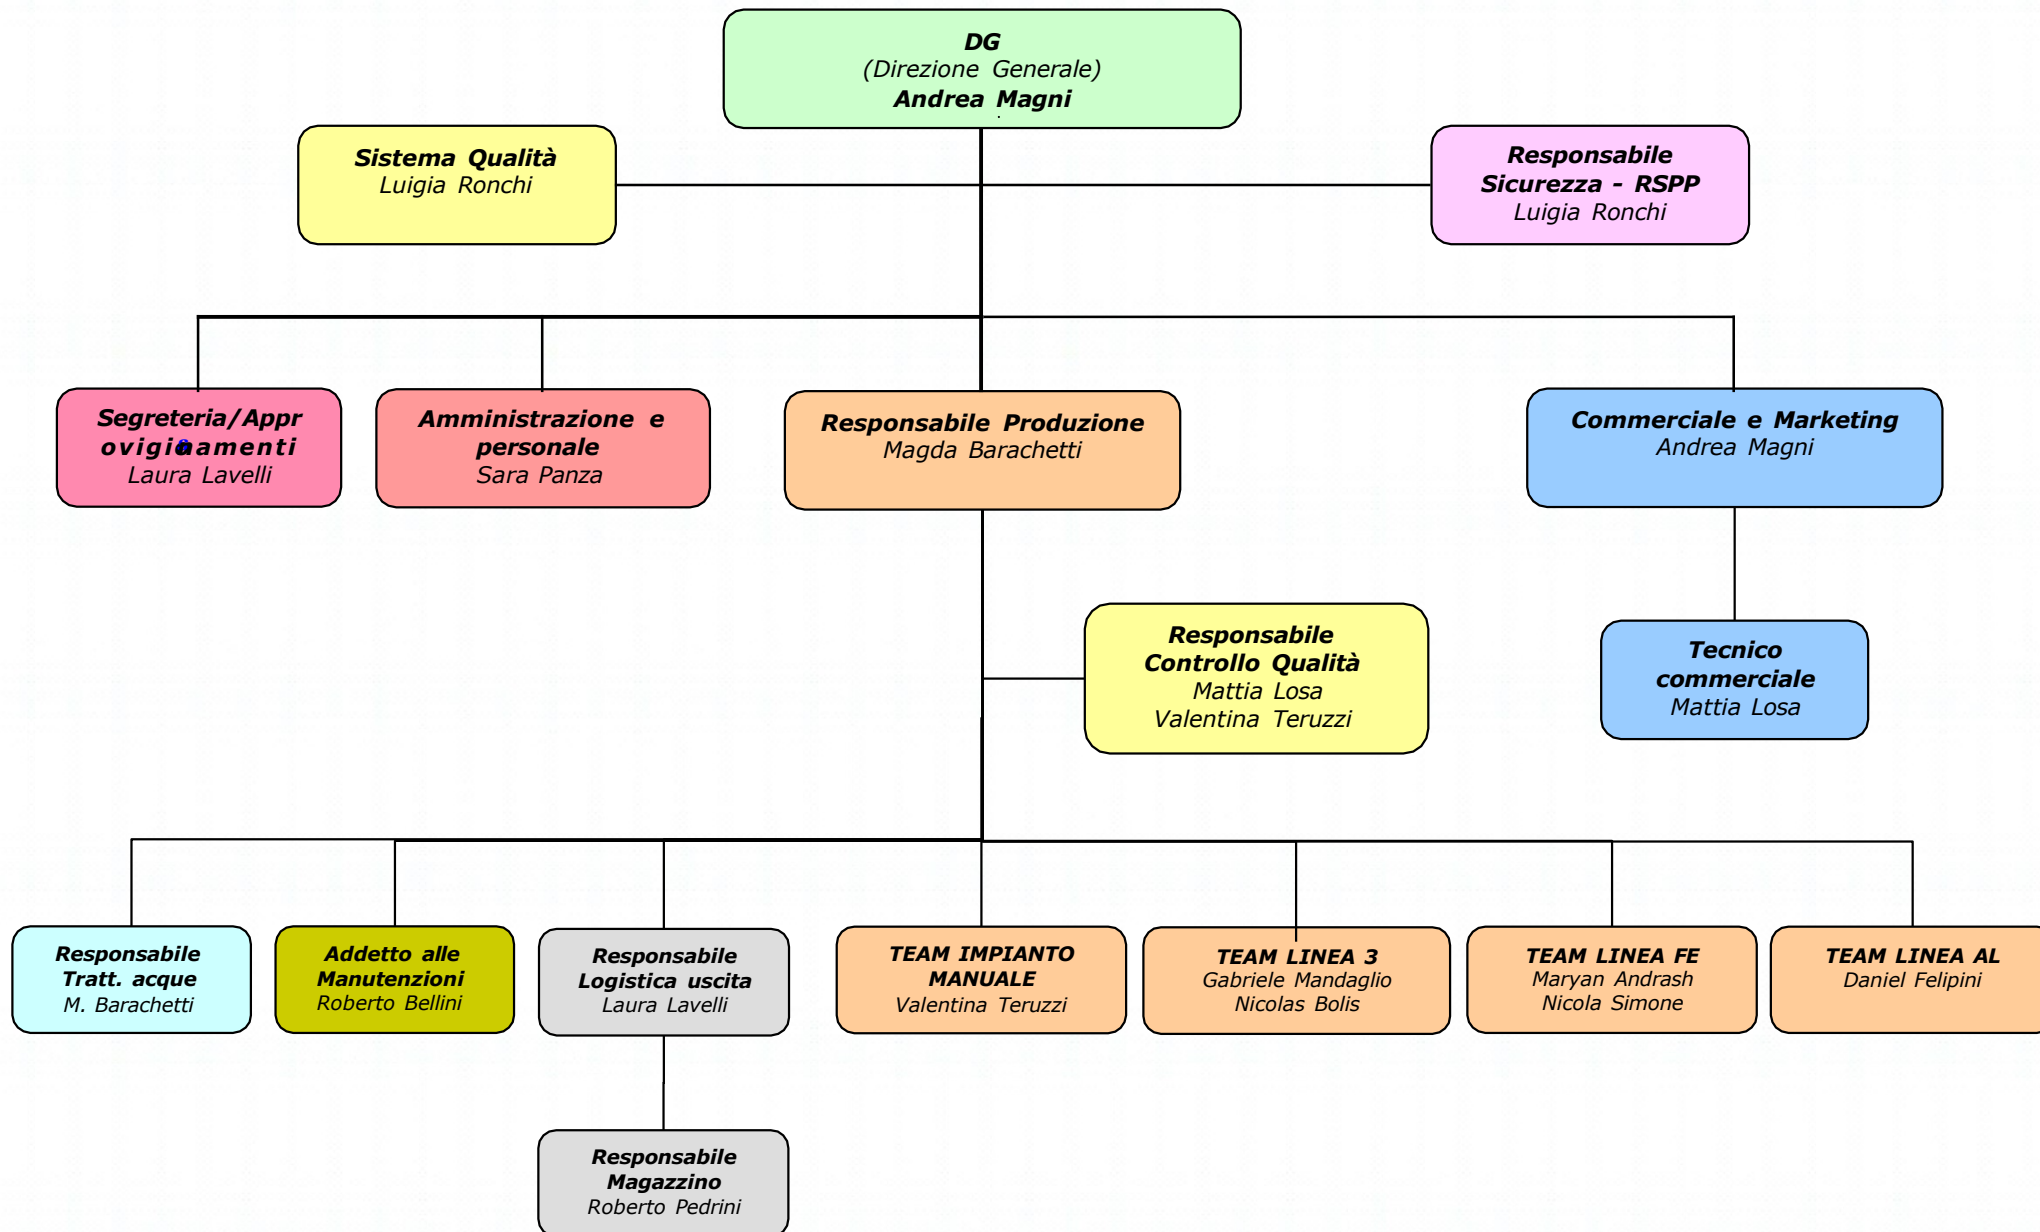 DG
(Direzione Generale)
Andrea Magni
Sistema Qualità
Luigia Ronchi
Responsabile
Sicurezza - RSPP
Luigia Ronchi
Segreteria/Appr
Laura Lavelli
Amministrazione e
personale
Sara Panza
Responsabile Produzione
Magda Barachetti
Commerciale e Marketing
Andrea Magni
Responsabile
Controllo Qualità
Mattia Losa
Valentina Teruzzi
Tecnico
commerciale
Mattia Losa
Responsabile
Tratt. acque
M. Barachetti
Addetto alle
Manutenzioni
Roberto Bellini
Responsabile
Logistica uscita
Laura Lavelli
TEAM IMPIANTO
MANUALE
Valentina Teruzzi
TEAM LINEA 3
Gabriele Mandaglio
Nicolas Bolis
TEAM LINEA FE
Maryan Andrash
Nicola Simone
TEAM LINEA AL
Daniel Felipini
Responsabile
Magazzino
Roberto Pedrini